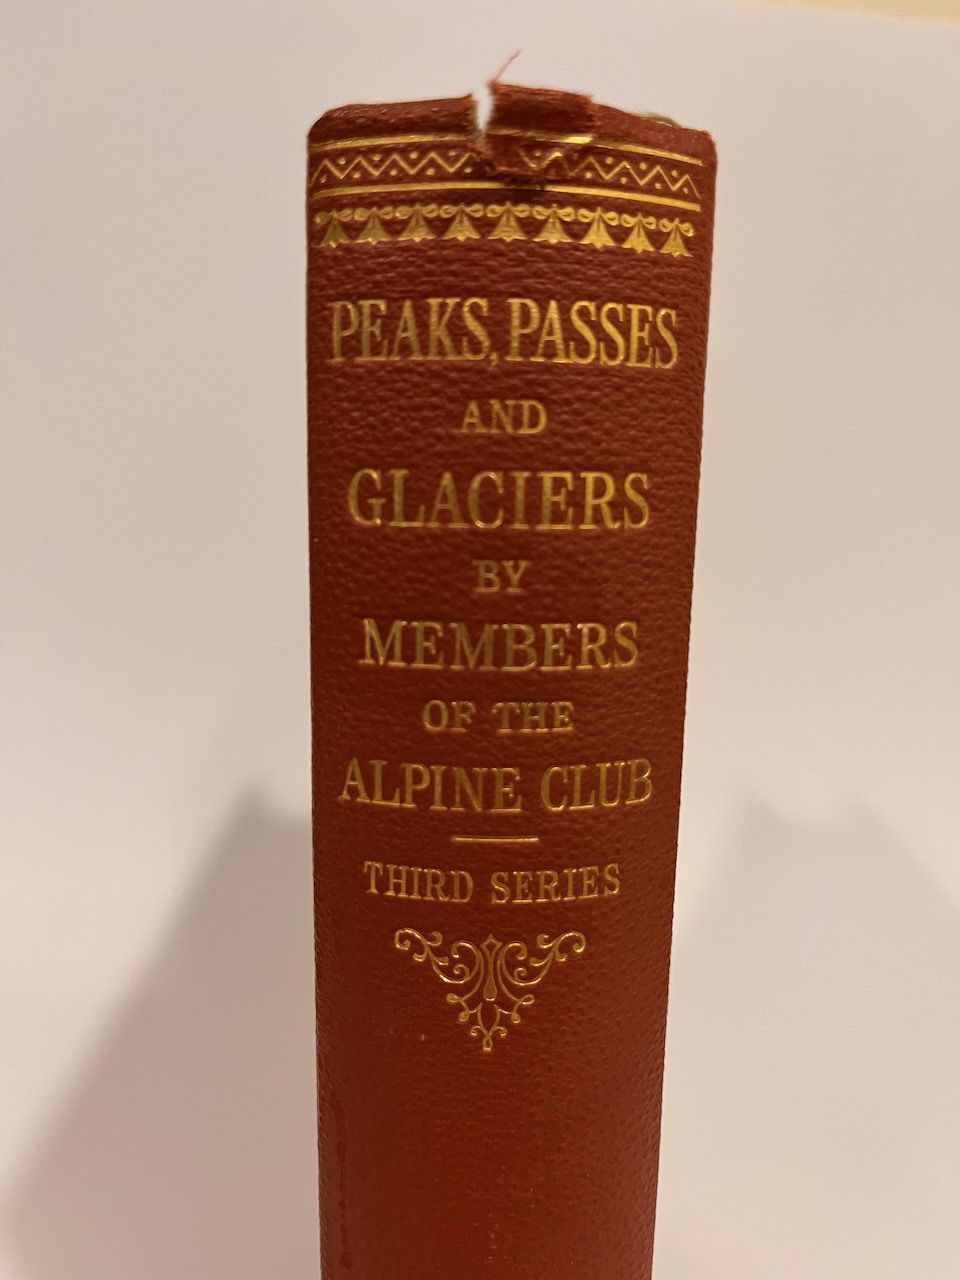 PEAKS, PASSES
AND
GLACIERS
BY
MEMBERS
OF THE
ALPINE CLUB
THIRD SERIES